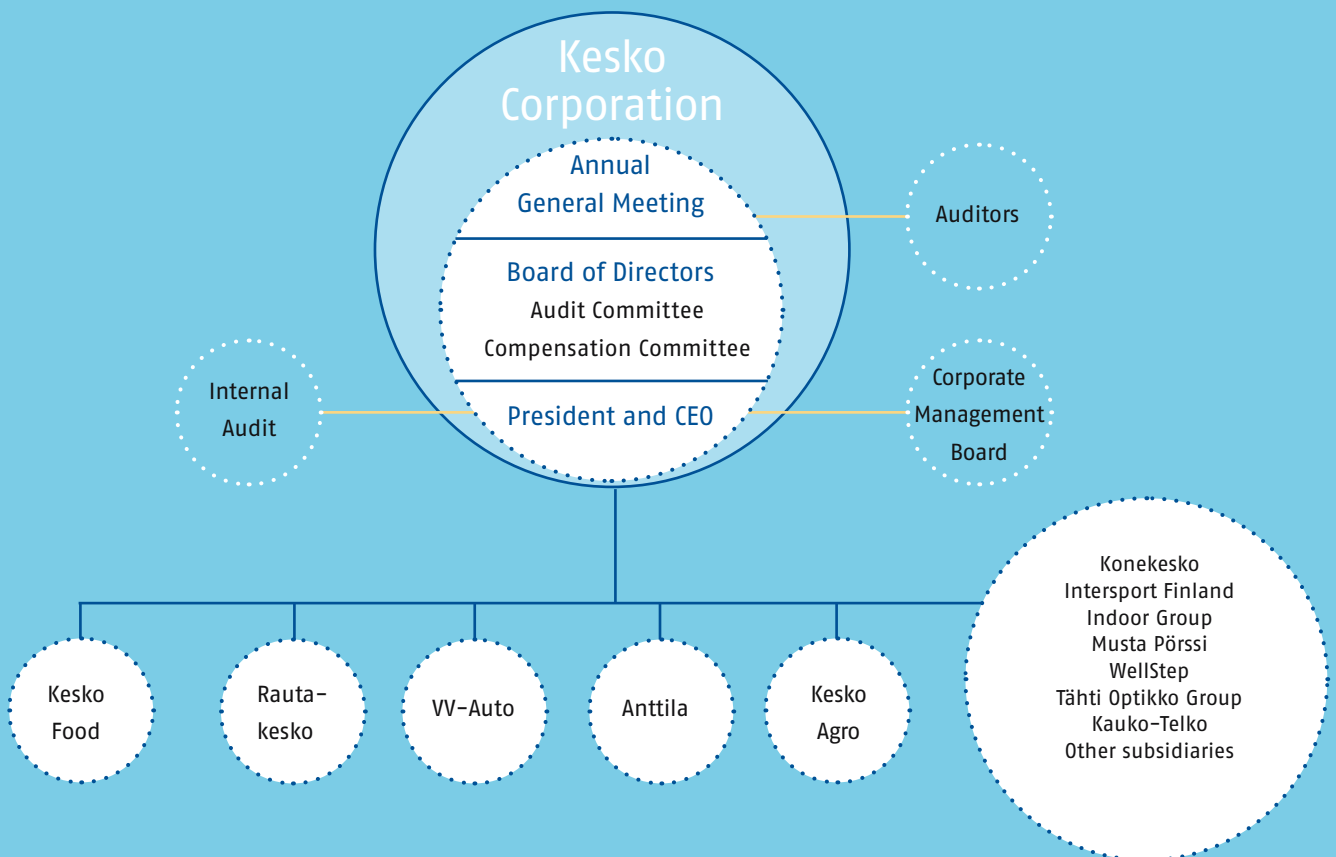 Kesko
Corporation
Annual
General Meeting
Auditors
Board of Directors
Audit Committee
Compensation Committee
Internal
Audit
President and CEO
Corporate
Management
Board
Kesko
Food
Rauta-
kesko
VV-Auto
Anttila
Kesko
Agro
Konekesko
Intersport Finland
Indoor Group
Musta Pörssi
WellStep
Tähti Optikko Group
Kauko-Telko
Other subsidiaries